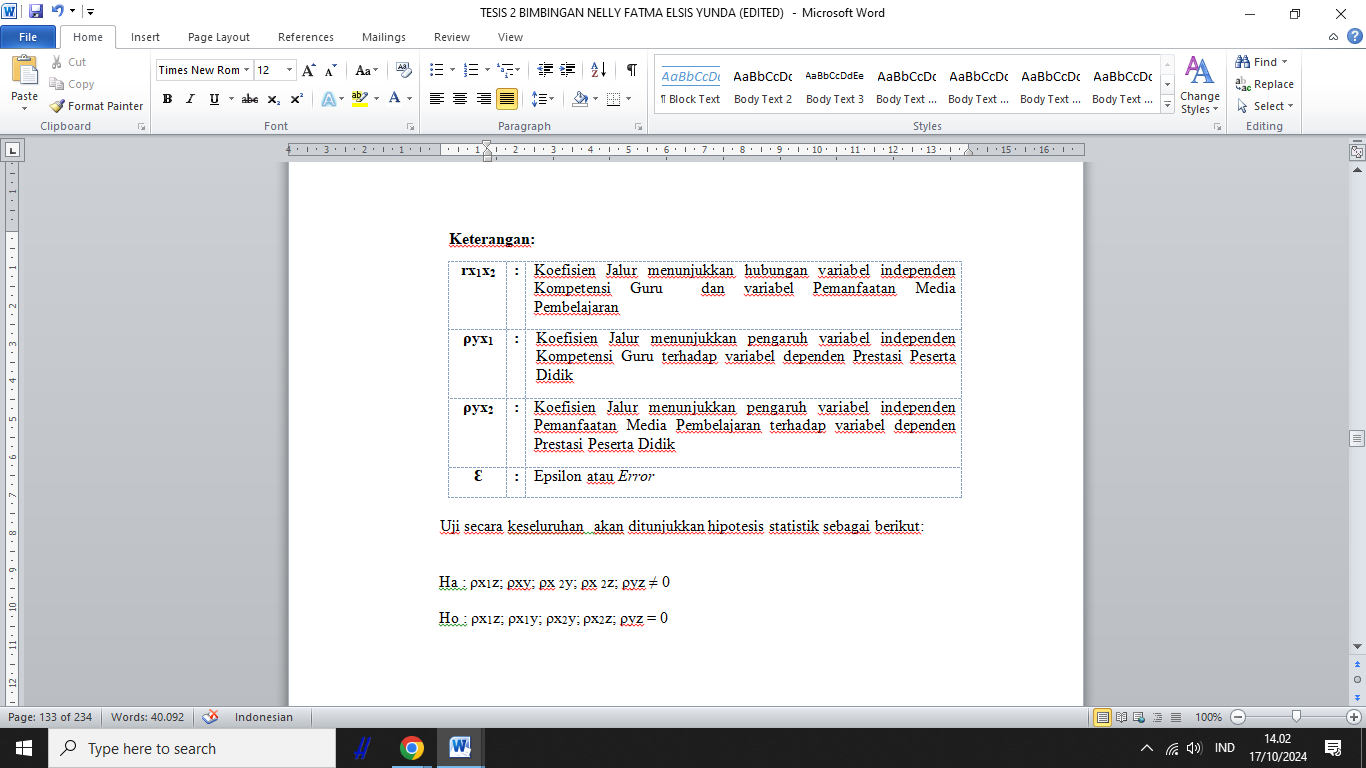 TESIS 2 BIMBINGAN NELLY FATMA ELSIS YUNDA (EDITED) - Microsoft Word
File Home Insert Page Layout References Mailings Review View
Paste Cut Copy Format Painter
Times New Rom 12
Clipboard Font Paragraph Styles Editing
AaBbCcDc AaBbCcDc AaBbCcDdEe AaBbCcDc AaBbCcDc AaBbCcDc AaBbCcDc
¶ Block Text Body Text 2 Body Text 3 Body Text ... Body Text ... Body Text ... Body Text ...
Change Styles
Find
Replace
Select
Keterangan:
rx₁x₂ : Koefisien Jalur menunjukkan hubungan variabel independen
Kompetensi Guru dan variabel Pemanfaatan Media
Pembelajaran
ρyx₁ : Koefisien Jalur menunjukkan pengaruh variabel independen
Kompetensi Guru terhadap variabel dependen Prestasi Peserta
Didik
ρyx₂ : Koefisien Jalur menunjukkan pengaruh variabel independen
Pemanfaatan Media Pembelajaran terhadap variabel dependen
Prestasi Peserta Didik
Ɛ : Epsilon atau Error
Uji secara keseluruhan akan ditunjukkan hipotesis statistik sebagai berikut:
Ha : ρx₁z; ρxy; ρx ₂y; ρx ₂z; ρyz ≠ 0
Ho : ρx₁z; ρx₁y; ρx₂y; ρx₂z; ρyz = 0
Page: 133 of 234 Words: 40.092 Indonesian 100%
Type here to search
IND
14.02
17/10/2024